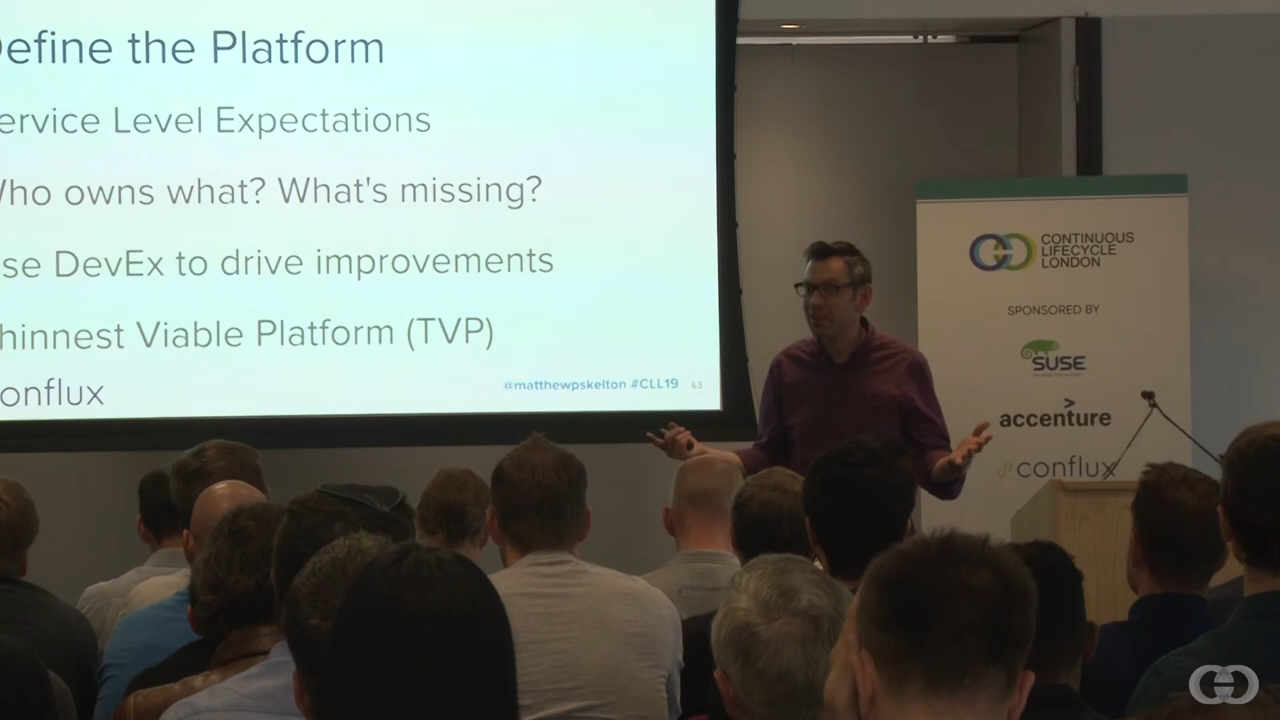 efine the Platform
ervice Level Expectations
Who owns what? What's missing?
se DevEx to drive improvements
hinnest Viable Platform (TVP)
onflux
@matthewpskelton #CLL19 63
CONTINUOUS
LIFECYCLE
LONDON
SPONSORED BY
SUSE
accenture
conflux